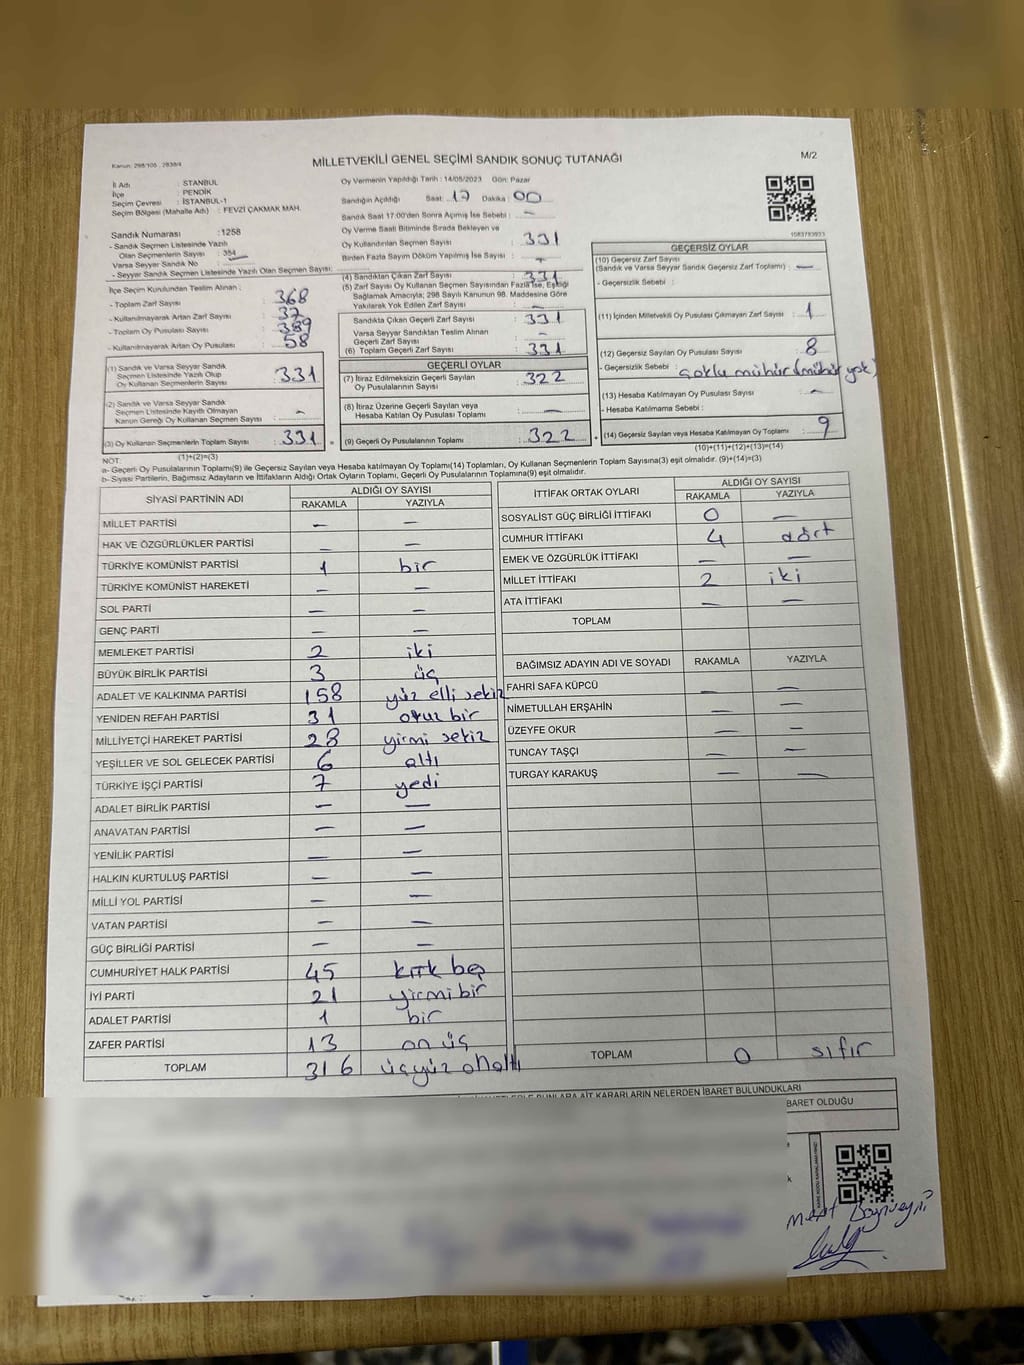 Kanun: 298/105 , 2839/4
MİLLETVEKİLİ GENEL SEÇİMİ SANDIK SONUÇ TUTANAĞI
M/2
İl Adı : STANBUL
İlçe : PENDİK
Seçim Çevresi : İSTANBUL-1
Seçim Bölgesi (Mahalle Adı) : FEVZİ ÇAKMAK MAH.
Sandık Numarası :1258
- Sandık Seçmen Listesinde Yazılı
Olan Seçmenlerin Sayısı : 354
Varsa Seyyar Sandık No :
- Seyyar Sandık Seçmen Listesinde Yazılı Olan Seçmen Sayısı:
İlçe Seçim Kurulundan Teslim Alınan :
- Toplam Zarf Sayısı : 368
- Kullanılmayarak Artan Zarf Sayısı : 37
- Toplam Oy Pusulası Sayısı : 389
- Kullanılmayarak Artan Oy Pusulası : 58
(1) Sandık ve Varsa Seyyar Sandık
Seçmen Listesinde Yazılı Olup
Oy Kullanan Seçmenlerin Sayısı : 331
(2) Sandık ve Varsa Seyyar Sandık
Seçmen Listesinde Kayıtlı Olmayan
Kanun Gereği Oy Kullanan Seçmen Sayısı : -
(3) Oy Kullanan Seçmenlerin Toplam Sayısı : 331
(1)+(2)=(3)
Oy Vermenin Yapıldığı Tarih : 14/05/2023 Gün: Pazar
Sandığın Açıldığı Saat: 17 Dakika 00
Sandık Saat 17:00'den Sonra Açılmış İse Sebebi : -
Oy Verme Saati Bitiminde Sırada Bekleyen ve
Oy Kullandırılan Seçmen Sayısı : 331
Birden Fazla Sayım Döküm Yapılmış İse Sayısı : -
(4) Sandıktan Çıkan Zarf Sayısı : 331
(5) Zarf Sayısı Oy Kullanan Seçmen Sayısından Fazla İse, Eşitliği
Sağlamak Amacıyla; 298 Sayılı Kanunun 98. Maddesine Göre
Yakılarak Yok Edilen Zarf Sayısı : -
Sandıkta Çıkan Geçerli Zarf Sayısı : 331
Varsa Seyyar Sandıktan Teslim Alınan
Geçerli Zarf Sayısı : -
(6) Toplam Geçerli Zarf Sayısı : 331
GEÇERLİ OYLAR
(7) İtiraz Edilmeksizin Geçerli Sayılan
Oy Pusulalarının Sayısı : 322
(8) İtiraz Üzerine Geçerli Sayılan veya
Hesaba Katılan Oy Pusulası Toplamı : -
(9) Geçerli Oy Pusulalarının Toplamı : 322
1083793933
GEÇERSİZ OYLAR
(10) Geçersiz Zarf Sayısı
(Sandık ve Varsa Seyyar Sandık Geçersiz Zarf Toplamı) : -
- Geçersizlik Sebebi :
(11) İçinden Milletvekili Oy Pusulası Çıkmayan Zarf Sayısı : 1
(12) Geçersiz Sayılan Oy Pusulası Sayısı : 8
- Geçersizlik Sebebi : çoklu mühür (mühür yok)
(13) Hesaba Katılmayan Oy Pusulası Sayısı : -
- Hesaba Katılmama Sebebi :
(14) Geçersiz Sayılan veya Hesaba Katılmayan Oy Toplamı : 9
(10)+(11)+(12)+(13)=(14)
NOT:
a- Geçerli Oy Pusulalarının Toplamı(9) ile Geçersiz Sayılan veya Hesaba katılmayan Oy Toplamı(14) Toplamları, Oy Kullanan Seçmenlerin Toplam Sayısına(3) eşit olmalıdır. (9)+(14)=(3)
b- Siyasi Partilerin, Bağımsız Adayların ve İttifakların Aldığı Ortak Oyların Toplamı, Geçerli Oy Pusulalarının Toplamına(9) eşit olmalıdır.
SİYASİ PARTİNİN ADI ALDIĞI OY SAYISI
RAKAMLA YAZIYLA
MİLLET PARTİSİ - -
HAK VE ÖZGÜRLÜKLER PARTİSİ - -
TÜRKİYE KOMÜNİST PARTİSİ 1 bir
TÜRKİYE KOMÜNİST HAREKETİ - -
SOL PARTİ - -
GENÇ PARTİ - -
MEMLEKET PARTİSİ 2 iki
BÜYÜK BİRLİK PARTİSİ 3 üç
ADALET VE KALKINMA PARTİSİ 158 yüz elli sekiz
YENİDEN REFAH PARTİSİ 31 otuz bir
MİLLİYETÇİ HAREKET PARTİSİ 28 yirmi sekiz
YEŞİLLER VE SOL GELECEK PARTİSİ 6 altı
TÜRKİYE İŞÇİ PARTİSİ 7 yedi
ADALET BİRLİK PARTİSİ - -
ANAVATAN PARTİSİ - -
YENİLİK PARTİSİ - -
HALKIN KURTULUŞ PARTİSİ - -
MİLLİ YOL PARTİSİ - -
VATAN PARTİSİ - -
GÜÇ BİRLİĞİ PARTİSİ - -
CUMHURİYET HALK PARTİSİ 45 kırk beş
İYİ PARTİ 21 yirmi bir
ADALET PARTİSİ 1 bir
ZAFER PARTİSİ 13 on üç
TOPLAM 316 üçyüz onaltı
İTTİFAK ORTAK OYLARI ALDIĞI OY SAYISI
RAKAMLA YAZIYLA
SOSYALİST GÜÇ BİRLİĞİ İTTİFAKI 0 -
CUMHUR İTTİFAKI 4 dört
EMEK VE ÖZGÜRLÜK İTTİFAKI - -
MİLLET İTTİFAKI 2 iki
ATA İTTİFAKI - -
TOPLAM
BAĞIMSIZ ADAYIN ADI VE SOYADI RAKAMLA YAZIYLA
FAHRİ SAFA KÜPCÜ - -
NİMETULLAH ERŞAHİN - -
ÜZEYFE OKUR - -
TUNCAY TAŞÇI - -
TURGAY KARAKUŞ - -
TOPLAM 0 sıfır
BUNLARA AİT KARARLARIN NELERDEN İBARET BULUNDUKLARI
BARET OLDUĞU
Mert